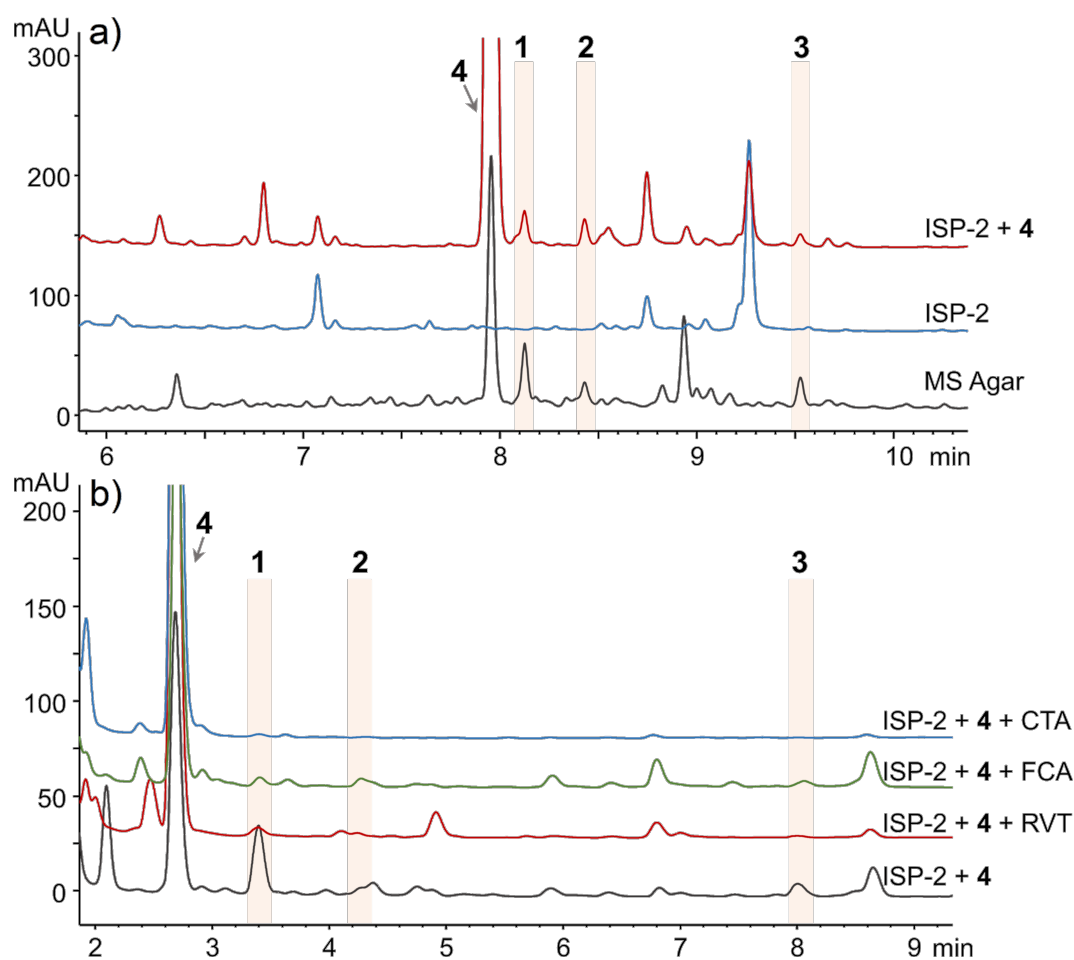 mAU
a)
300
200
100
0
4
1
2
3
ISP-2 + 4
ISP-2
MS Agar
6
7
8
9
10
min
mAU
b)
200
150
100
50
0
4
1
2
3
ISP-2 + 4 + CTA
ISP-2 + 4 + FCA
ISP-2 + 4 + RVT
ISP-2 + 4
2
3
4
5
6
7
8
9
min